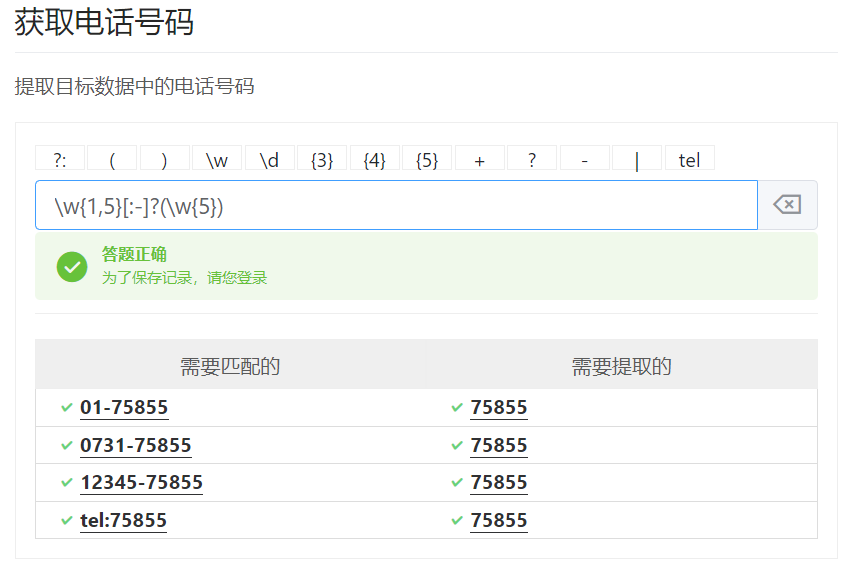 获取电话号码
提取目标数据中的电话号码
?: ( ) \w \d {3} {4} {5} + ? - | tel
\w{1,5}[:-]?(\w{5})
答题正确
为了保存记录，请您登录
需要匹配的 需要提取的
01-75855 75855
0731-75855 75855
12345-75855 75855
tel:75855 75855